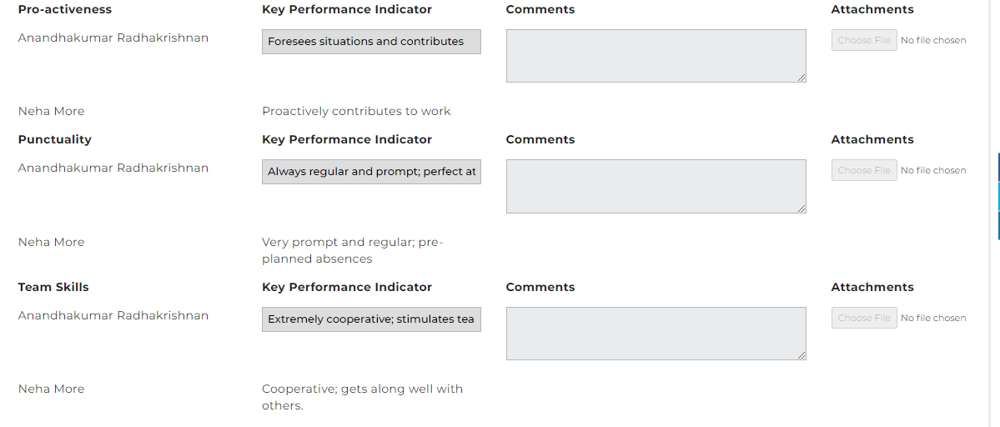 Pro-activeness Key Performance Indicator Comments Attachments
Anandhakumar Radhakrishnan Foresees situations and contributes Choose File No file chosen
Neha More Proactively contributes to work
Punctuality Key Performance Indicator Comments Attachments
Anandhakumar Radhakrishnan Always regular and prompt; perfect at Choose File No file chosen
Neha More Very prompt and regular; pre-
planned absences
Team Skills Key Performance Indicator Comments Attachments
Anandhakumar Radhakrishnan Extremely cooperative; stimulates tea Choose File No file chosen
Neha More Cooperative; gets along well with
others.